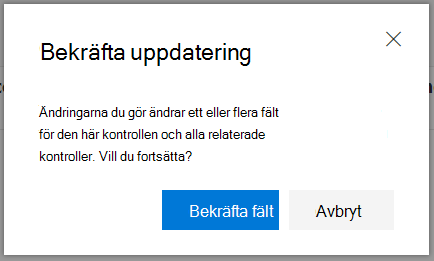 Bekräfta uppdatering
Ändringarna du gör ändrar ett eller flera fält
för den här kontrollen och alla relaterade
kontroller. Vill du fortsätta?
Bekräfta fält
Avbryt